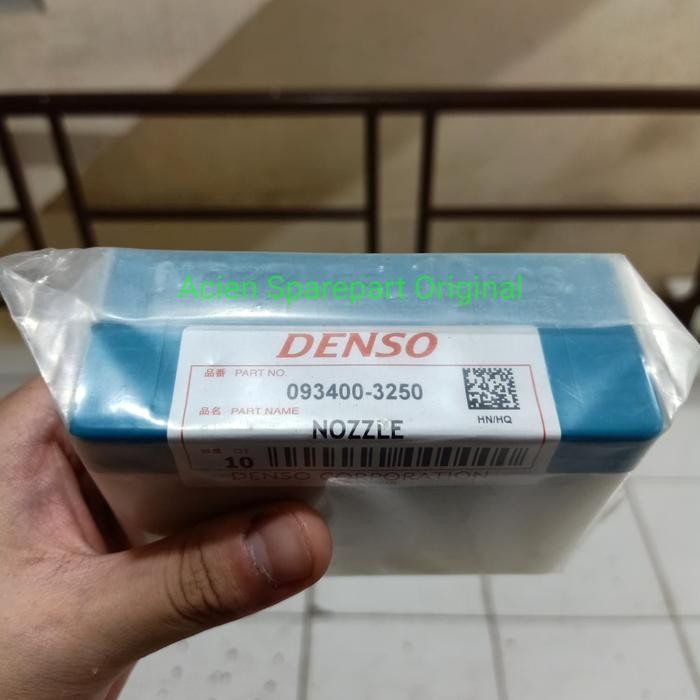 Acien Sparepart Original
DENSO
品番 PART NO.
093400-3250
HN/HQ
品名 PART NAME
NOZZLE
10
DENSO CORPORATION